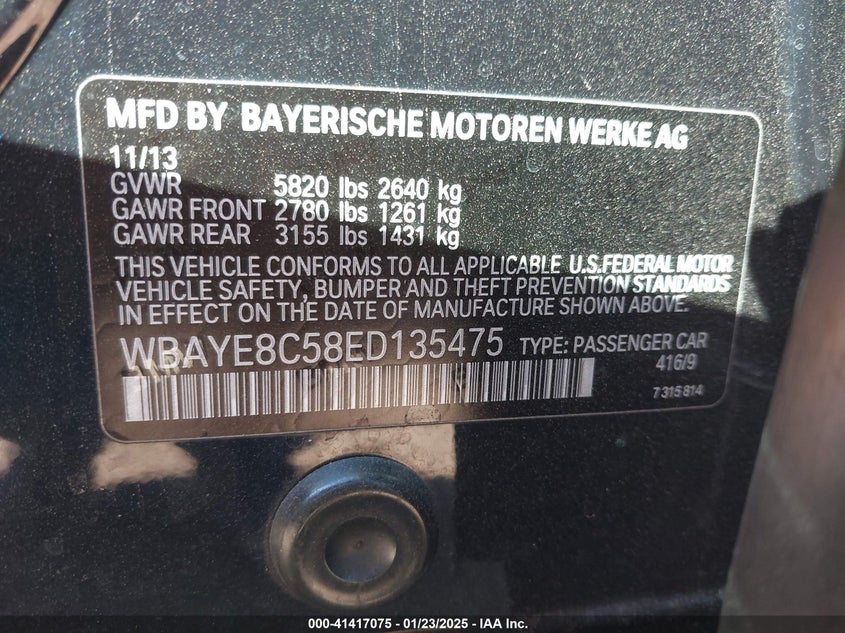 MFD BY BAYERISCHE MOTOREN WERKE AG
11/13
GVWR 5820 lbs 2640 kg
GAWR FRONT 2780 lbs 1261 kg
GAWR REAR 3155 lbs 1431 kg
THIS VEHICLE CONFORMS TO ALL APPLICABLE U.S.FEDERAL MOTOR
VEHICLE SAFETY, BUMPER AND THEFT PREVENTION STANDARDS
IN EFFECT ON THE DATE OF MANUFACTURE SHOWN ABOVE.
WBAYE8C58ED135475 TYPE: PASSENGER CAR
416/9
7 315 814
000-41417075 — 01/23/2025 — IAA Inc.